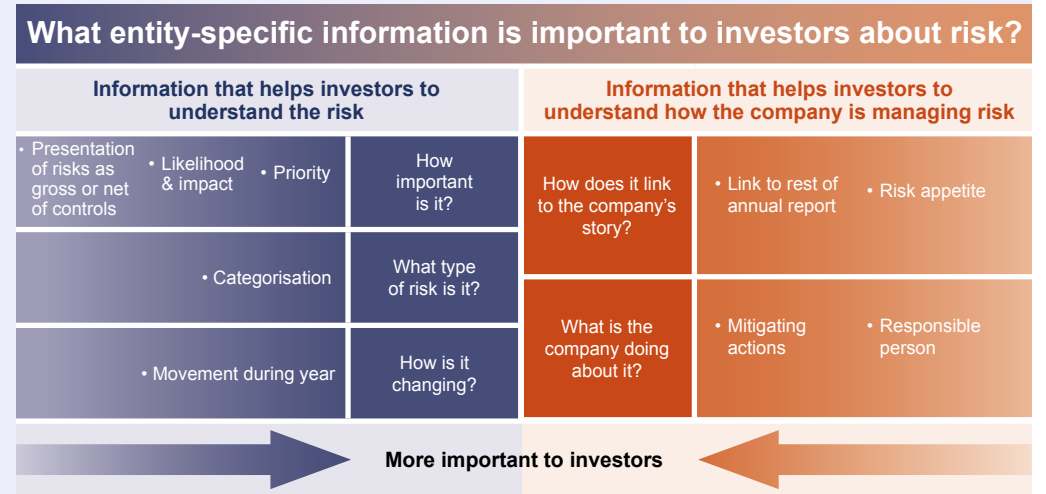 What entity-specific information is important to investors about risk?
Information that helps investors to
understand the risk
Information that helps investors to
understand how the company is managing risk
• Presentation
of risks as
gross or net
of controls
• Likelihood
& impact
• Priority
How
important
is it?
• Categorisation
What type
of risk is it?
• Movement during year
How is it
changing?
How does it link
to the company's
story?
• Link to rest of
annual report
• Risk appetite
What is the
company doing
about it?
• Mitigating
actions
• Responsible
person
More important to investors